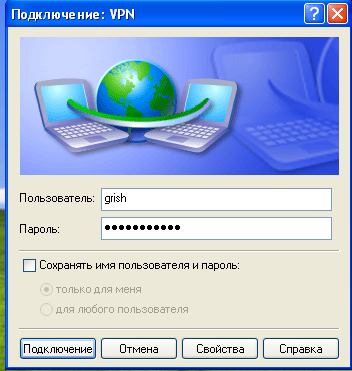 Подключение: VPN
Пользователь: grish
Пароль: •••••••••••
Сохранять имя пользователя и пароль:
только для меня
для любого пользователя
Подключение Отмена Свойства Справка